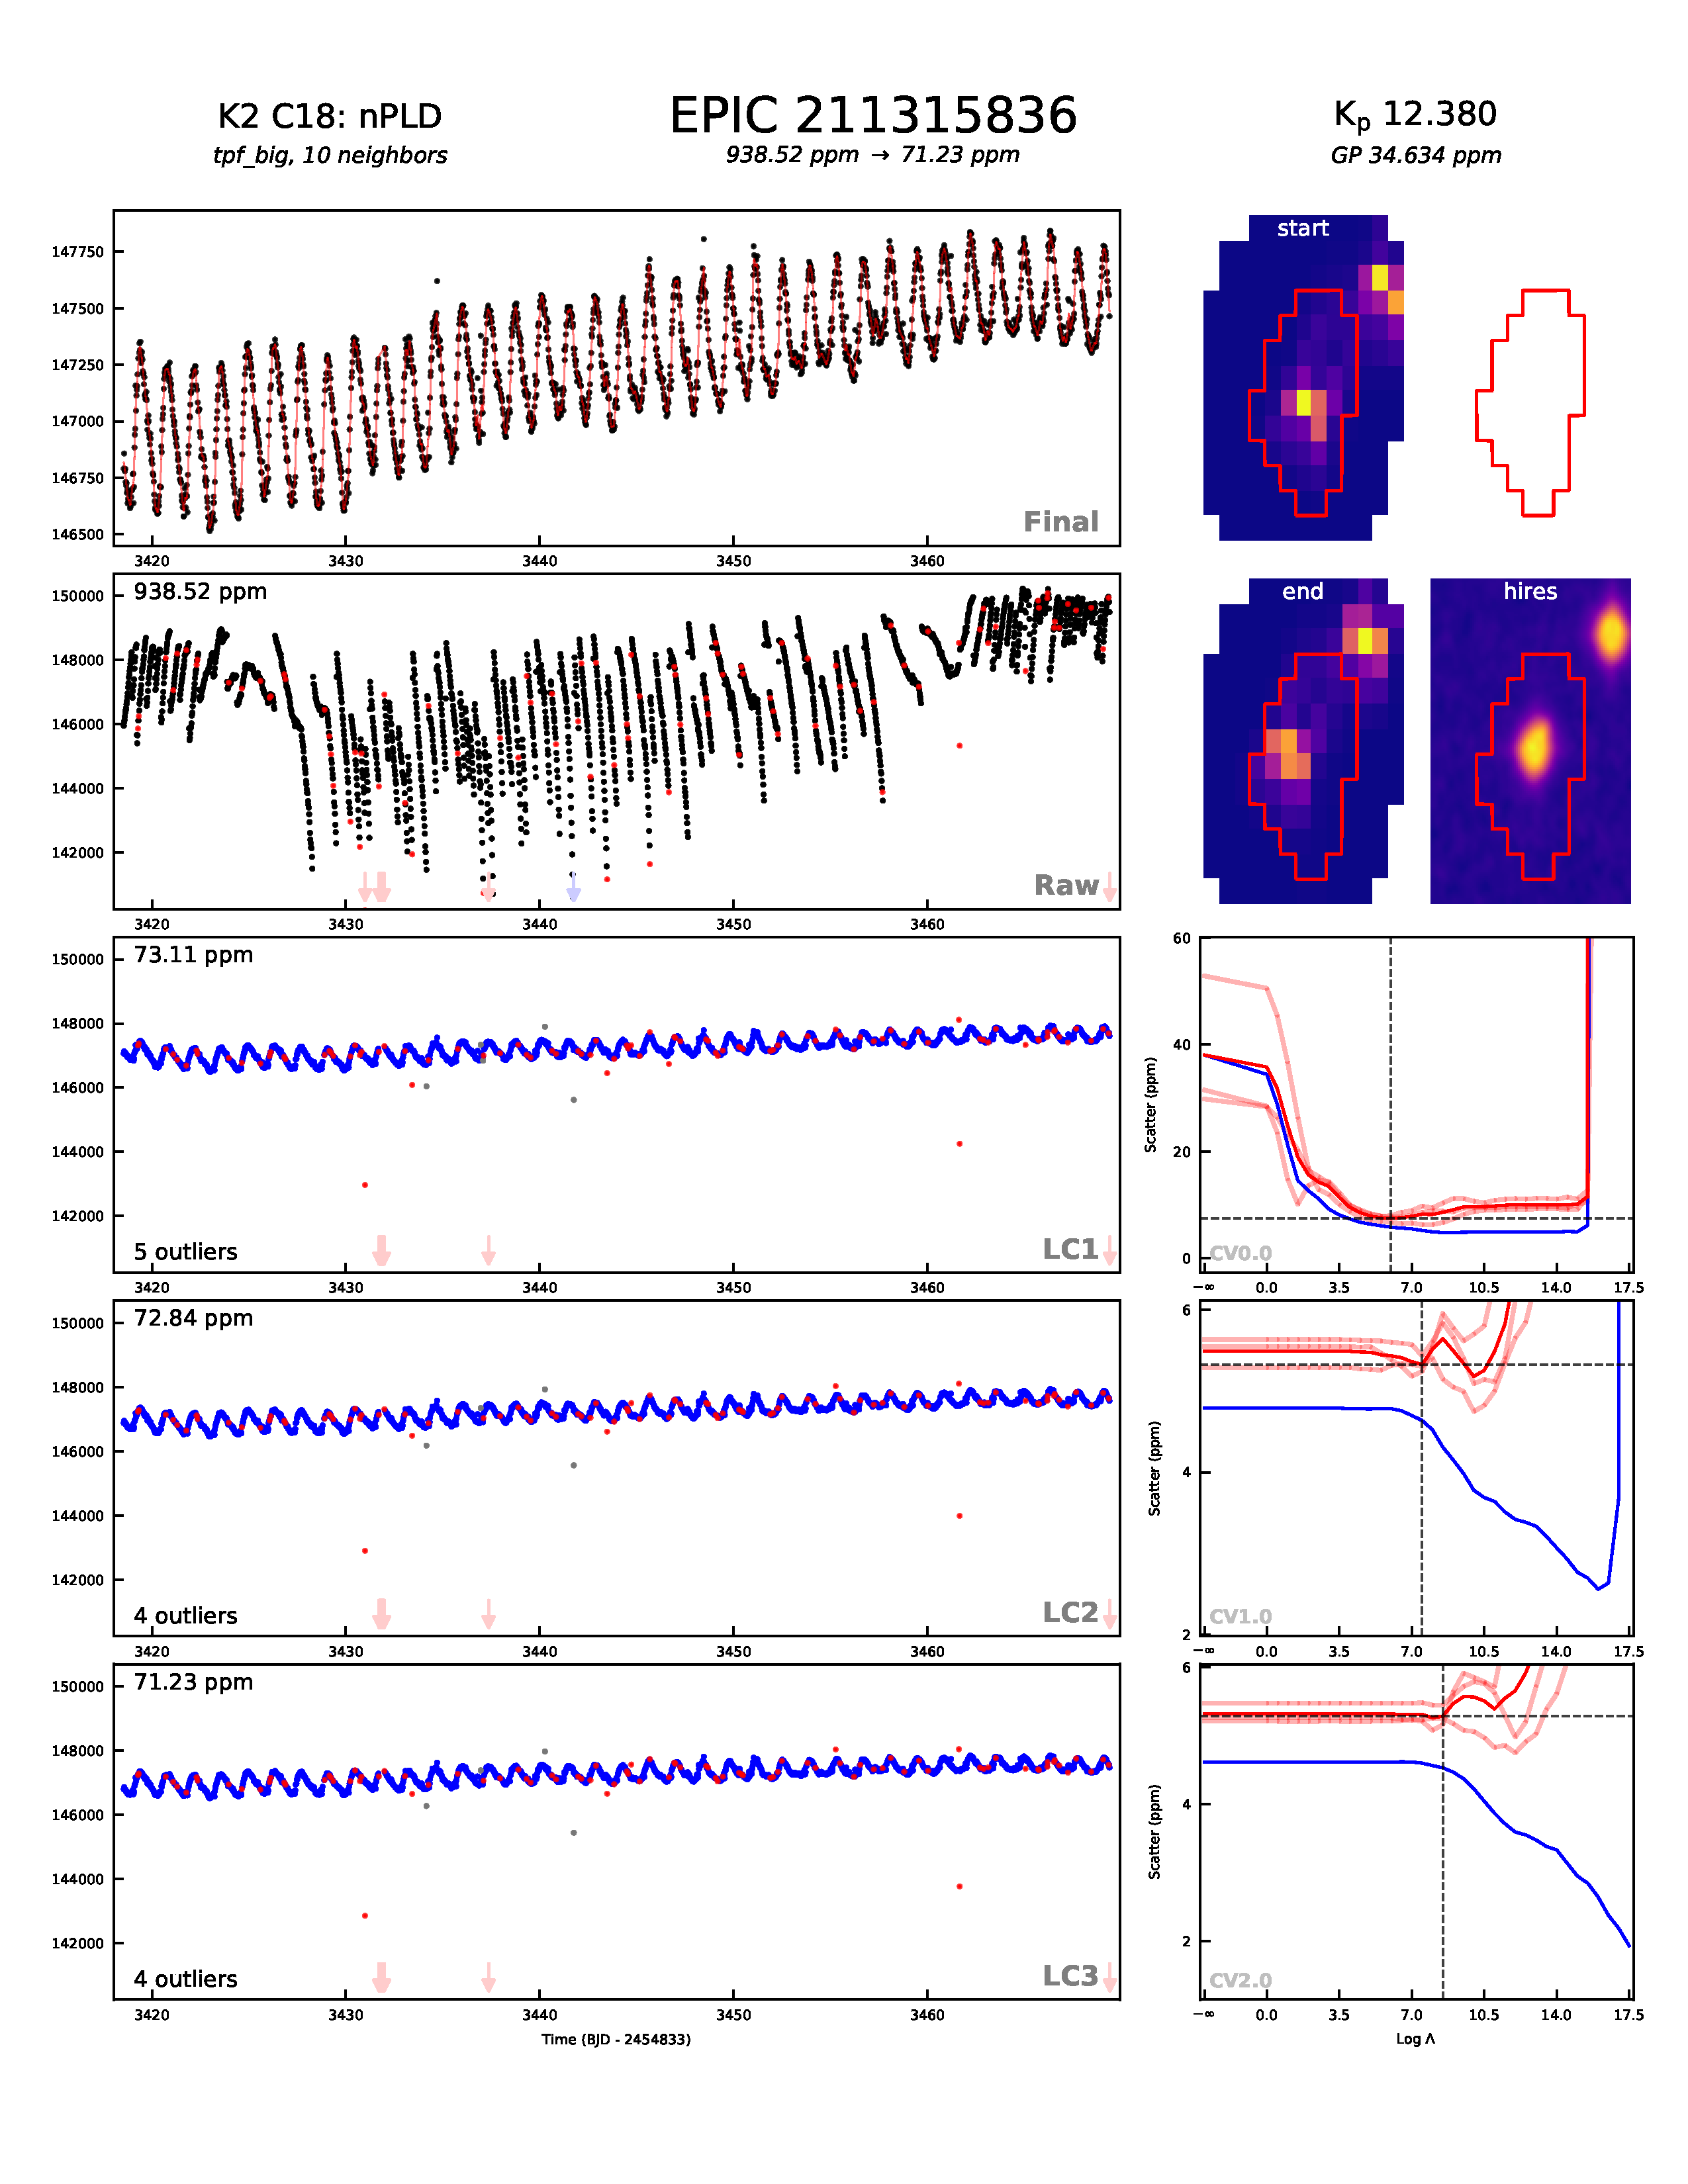 K2 C18: nPLD
tpf_big, 10 neighbors
EPIC 211315836
938.52 ppm → 71.23 ppm
Kp 12.380
GP 34.634 ppm
147750
147500
147250
147000
146750
146500
Final
3420 3430 3440 3450 3460
start
938.52 ppm
150000
148000
146000
144000
142000
Raw
3420 3430 3440 3450 3460
end
hires
73.11 ppm
150000
148000
146000
144000
142000
5 outliers
LC1
3420 3430 3440 3450 3460
60
40
20
0
Scatter (ppm)
CV0.0
−∞ 0.0 3.5 7.0 10.5 14.0 17.5
72.84 ppm
150000
148000
146000
144000
142000
4 outliers
LC2
3420 3430 3440 3450 3460
6
4
2
Scatter (ppm)
CV1.0
−∞ 0.0 3.5 7.0 10.5 14.0 17.5
71.23 ppm
150000
148000
146000
144000
142000
4 outliers
LC3
3420 3430 3440 3450 3460
Time (BJD - 2454833)
6
4
2
Scatter (ppm)
CV2.0
−∞ 0.0 3.5 7.0 10.5 14.0 17.5
Log Λ